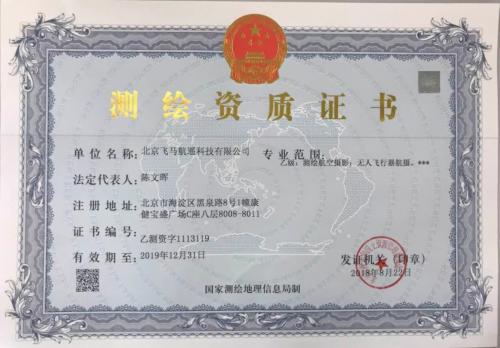 测绘资质证书
单位名称:北京飞马航遥科技有限公司
专业范围:
乙级:测绘航空摄影:无人飞行器航摄。***
法定代表人:陈文晖
注册地址:北京市海淀区黑泉路8号1幢康
健宝盛广场C座八层8008-8011
证书编号:乙测资字1113119
有效期至:2019年12月31日
发证机关(印章)
2018年8月22日
国家测绘地理信息局制